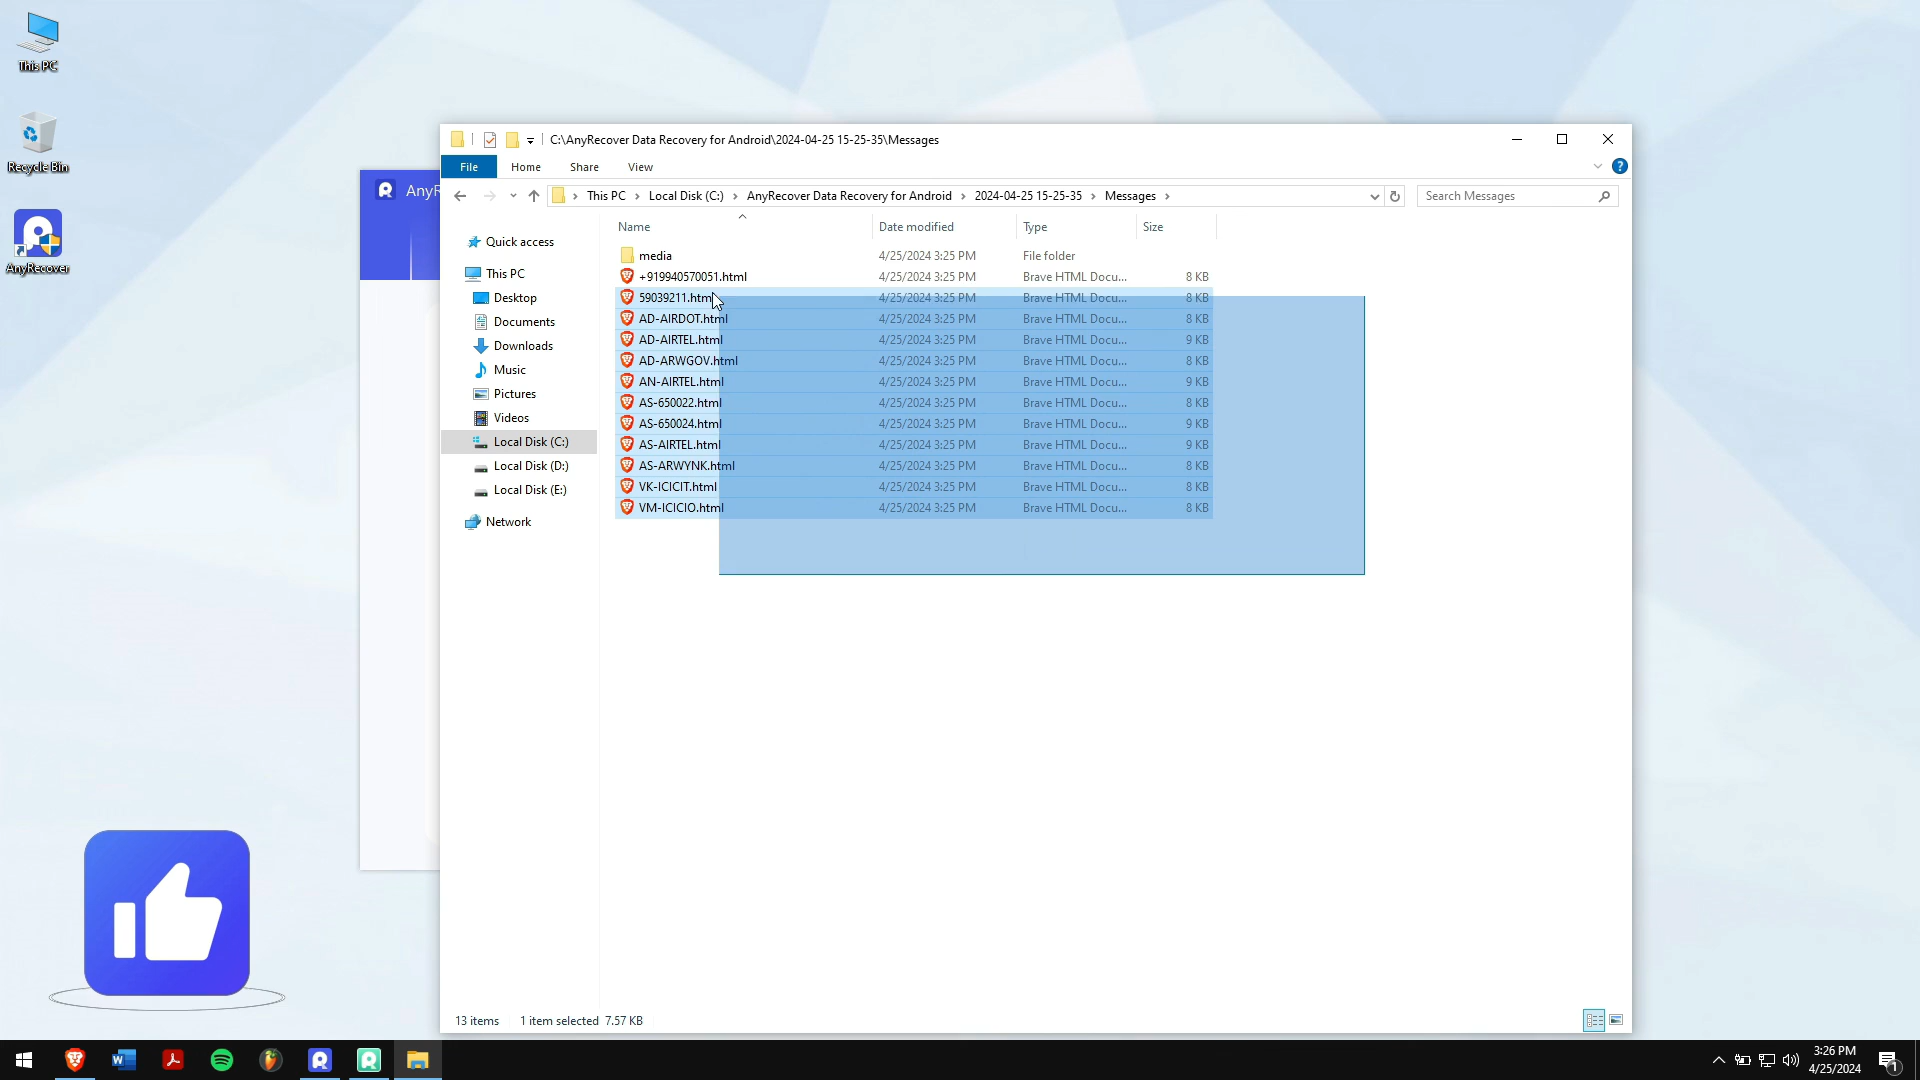 This PC
Recycle Bin
AnyRecover
AnyR
C:\AnyRecover Data Recovery for Android\2024-04-25 15-25-35\Messages
File Home Share View
This PC Local Disk (C:) AnyRecover Data Recovery for Android 2024-04-25 15-25-35 Messages
Search Messages
Quick access
This PC
Desktop
Documents
Downloads
Music
Pictures
Videos
Local Disk (C:)
Local Disk (D:)
Local Disk (E:)
Network
Name Date modified Type Size
media 4/25/2024 3:25 PM File folder
+919940570051.html 4/25/2024 3:25 PM Brave HTML Docu... 8 KB
59039211.html 4/25/2024 3:25 PM Brave HTML Docu... 8 KB
AD-AIRDOT.html 4/25/2024 3:25 PM Brave HTML Docu... 8 KB
AD-AIRTEL.html 4/25/2024 3:25 PM Brave HTML Docu... 9 KB
AD-ARWGOV.html 4/25/2024 3:25 PM Brave HTML Docu... 8 KB
AN-AIRTEL.html 4/25/2024 3:25 PM Brave HTML Docu... 9 KB
AS-650022.html 4/25/2024 3:25 PM Brave HTML Docu... 8 KB
AS-650024.html 4/25/2024 3:25 PM Brave HTML Docu... 9 KB
AS-AIRTEL.html 4/25/2024 3:25 PM Brave HTML Docu... 9 KB
AS-ARWYNK.html 4/25/2024 3:25 PM Brave HTML Docu... 8 KB
VK-ICICIT.html 4/25/2024 3:25 PM Brave HTML Docu... 8 KB
VM-ICICIO.html 4/25/2024 3:25 PM Brave HTML Docu... 8 KB
13 items 1 item selected 7.57 KB
3:26 PM
4/25/2024
1